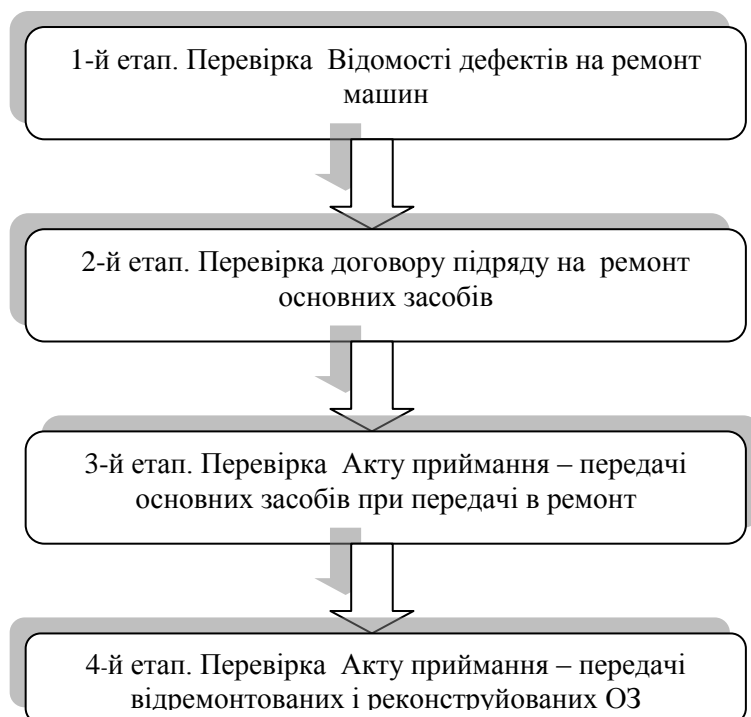 1-й етап. Перевірка Відомості дефектів на ремонт
машин
2-й етап. Перевірка договору підряду на ремонт
основних засобів
3-й етап. Перевірка Акту приймання – передачі
основних засобів при передачі в ремонт
4-й етап. Перевірка Акту приймання – передачі
відремонтованих і реконструйованих ОЗ